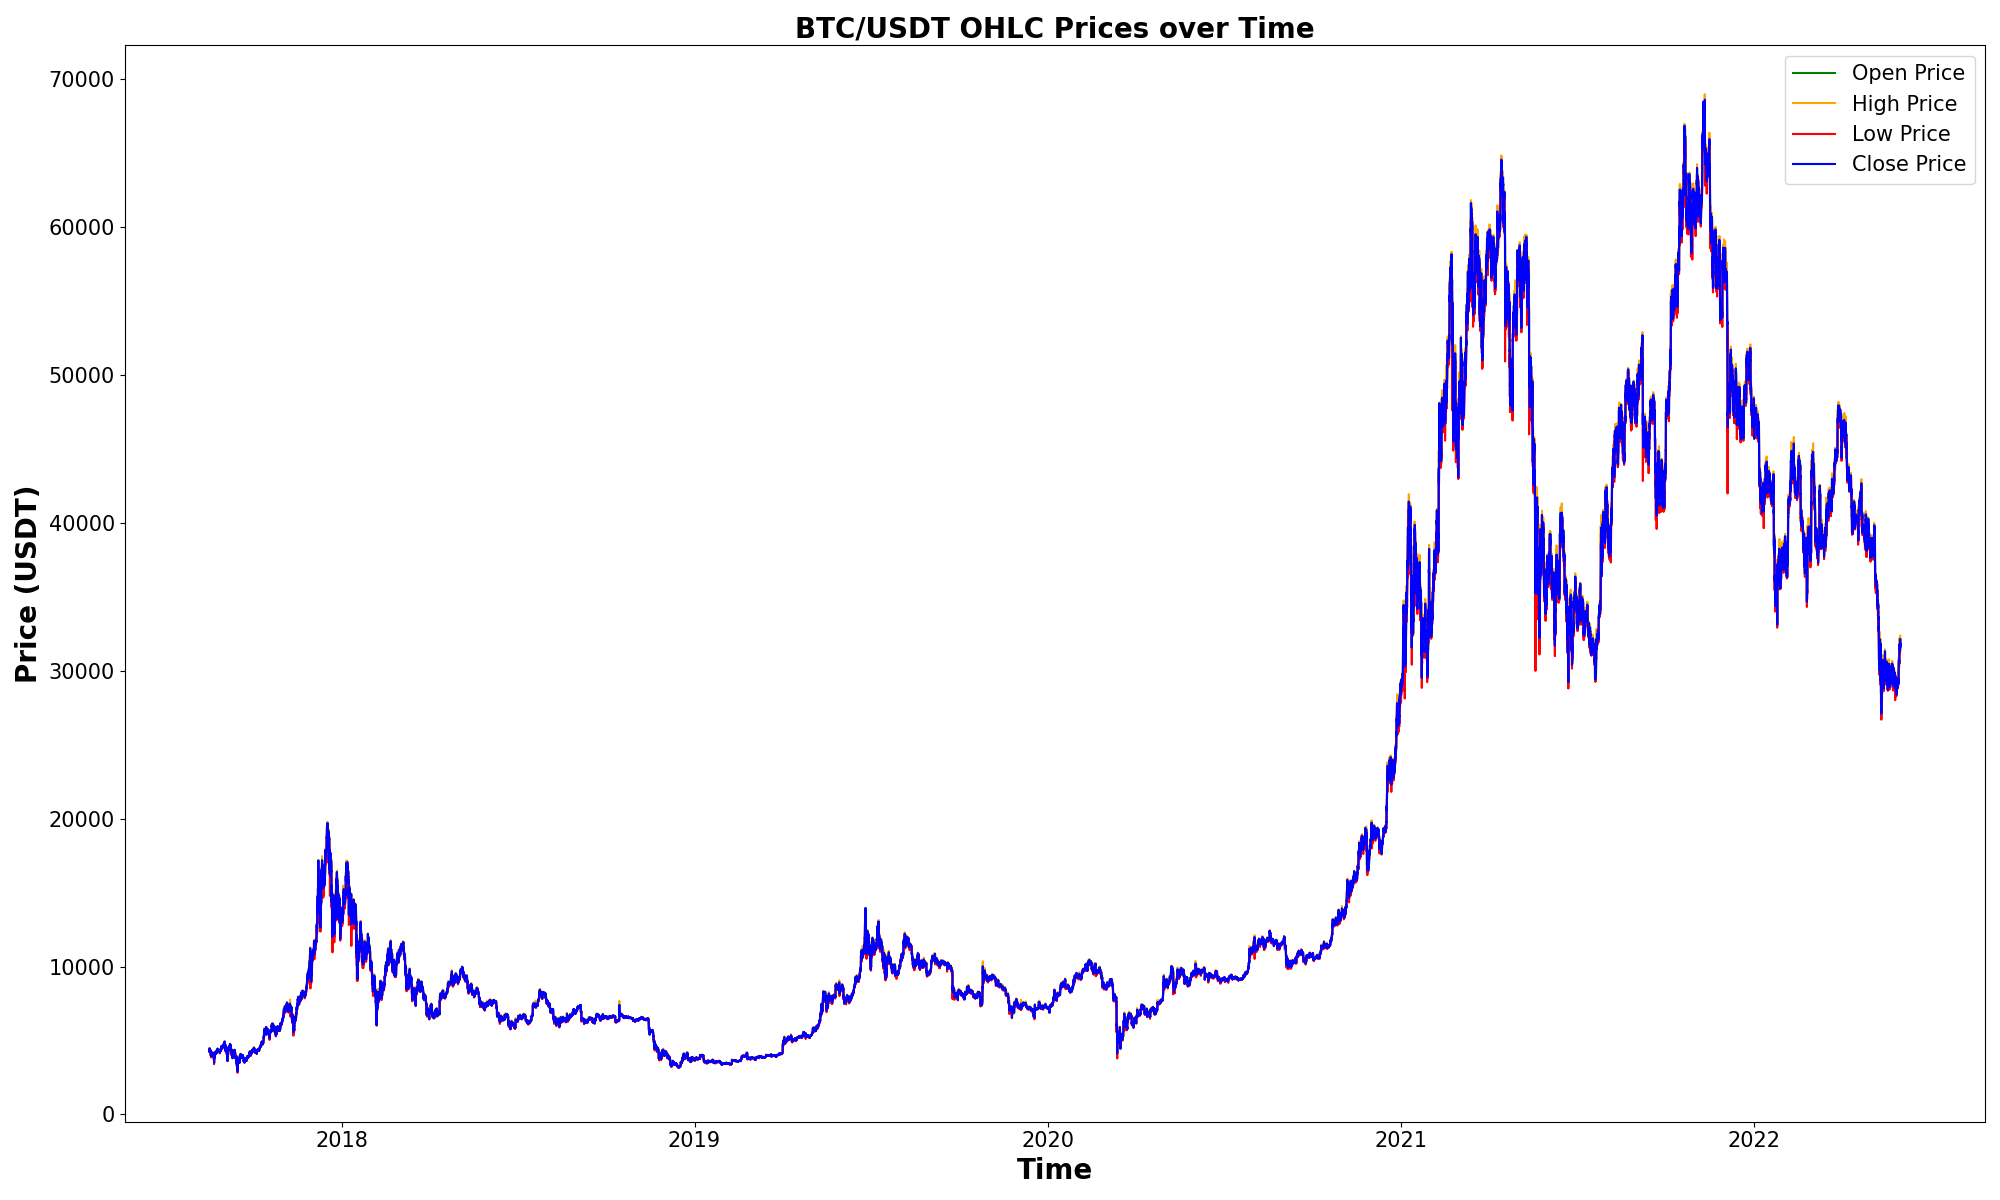 BTC/USDT OHLC Prices over Time
Open Price
High Price
Low Price
Close Price
Price (USDT)
70000
60000
50000
40000
30000
20000
10000
0
2018
2019
2020
2021
2022
Time